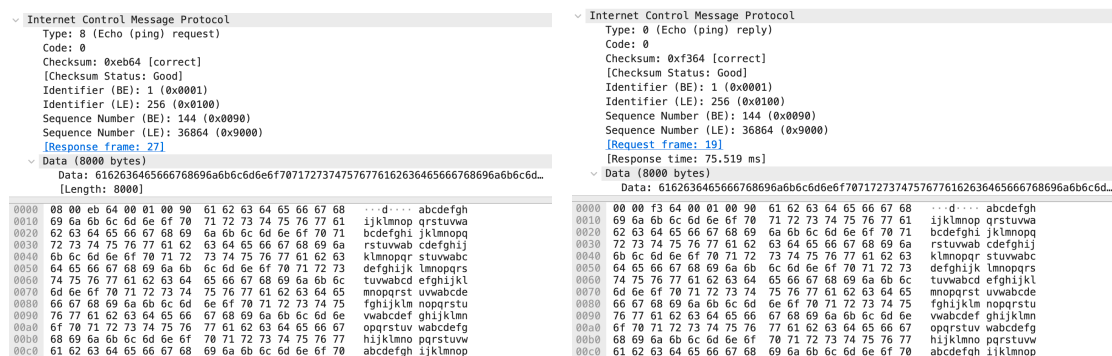 Internet Control Message Protocol
Type: 8 (Echo (ping) request)
Code: 0
Checksum: 0xeb64 [correct]
[Checksum Status: Good]
Identifier (BE): 1 (0x0001)
Identifier (LE): 256 (0x0100)
Sequence Number (BE): 144 (0x0090)
Sequence Number (LE): 36864 (0x9000)
[Response frame: 27]
Data (8000 bytes)
Data: 6162636465666768696a6b6c6d6e6f70717273747576776162636465666768696a6b6c6d…
[Length: 8000]
0000 08 00 eb 64 00 01 00 90 61 62 63 64 65 66 67 68 ···d···· abcdefgh
0010 69 6a 6b 6c 6d 6e 6f 70 71 72 73 74 75 76 77 61 ijklmnop qrstuvwa
0020 62 63 64 65 66 67 68 69 6a 6b 6c 6d 6e 6f 70 71 bcdefghi jklmnopq
0030 72 73 74 75 76 77 61 62 63 64 65 66 67 68 69 6a rstuvwab cdefghij
0040 6b 6c 6d 6e 6f 70 71 72 73 74 75 76 77 61 62 63 klmnopqr stuvwabc
0050 64 65 66 67 68 69 6a 6b 6c 6d 6e 6f 70 71 72 73 defghijk lmnopqrs
0060 74 75 76 77 61 62 63 64 65 66 67 68 69 6a 6b 6c tuvwabcd efghijkl
0070 6d 6e 6f 70 71 72 73 74 75 76 77 61 62 63 64 65 mnopqrst uvwabcde
0080 66 67 68 69 6a 6b 6c 6d 6e 6f 70 71 72 73 74 75 fghijklm nopqrstu
0090 76 77 61 62 63 64 65 66 67 68 69 6a 6b 6c 6d 6e vwabcdef ghijklmn
00a0 6f 70 71 72 73 74 75 76 77 61 62 63 64 65 66 67 opqrstuv wabcdefg
00b0 68 69 6a 6b 6c 6d 6e 6f 70 71 72 73 74 75 76 77 hijklmno pqrstuvw
00c0 61 62 63 64 65 66 67 68 69 6a 6b 6c 6d 6e 6f 70 abcdefgh ijklmnop
Internet Control Message Protocol
Type: 0 (Echo (ping) reply)
Code: 0
Checksum: 0xf364 [correct]
[Checksum Status: Good]
Identifier (BE): 1 (0x0001)
Identifier (LE): 256 (0x0100)
Sequence Number (BE): 144 (0x0090)
Sequence Number (LE): 36864 (0x9000)
[Request frame: 19]
[Response time: 75.519 ms]
Data (8000 bytes)
Data: 6162636465666768696a6b6c6d6e6f70717273747576776162636465666768696a6b6c6d…
0000 00 00 f3 64 00 01 00 90 61 62 63 64 65 66 67 68 ···d···· abcdefgh
0010 69 6a 6b 6c 6d 6e 6f 70 71 72 73 74 75 76 77 61 ijklmnop qrstuvwa
0020 62 63 64 65 66 67 68 69 6a 6b 6c 6d 6e 6f 70 71 bcdefghi jklmnopq
0030 72 73 74 75 76 77 61 62 63 64 65 66 67 68 69 6a rstuvwab cdefghij
0040 6b 6c 6d 6e 6f 70 71 72 73 74 75 76 77 61 62 63 klmnopqr stuvwabc
0050 64 65 66 67 68 69 6a 6b 6c 6d 6e 6f 70 71 72 73 defghijk lmnopqrs
0060 74 75 76 77 61 62 63 64 65 66 67 68 69 6a 6b 6c tuvwabcd efghijkl
0070 6d 6e 6f 70 71 72 73 74 75 76 77 61 62 63 64 65 mnopqrst uvwabcde
0080 66 67 68 69 6a 6b 6c 6d 6e 6f 70 71 72 73 74 75 fghijklm nopqrstu
0090 76 77 61 62 63 64 65 66 67 68 69 6a 6b 6c 6d 6e vwabcdef ghijklmn
00a0 6f 70 71 72 73 74 75 76 77 61 62 63 64 65 66 67 opqrstuv wabcdefg
00b0 68 69 6a 6b 6c 6d 6e 6f 70 71 72 73 74 75 76 77 hijklmno pqrstuvw
00c0 61 62 63 64 65 66 67 68 69 6a 6b 6c 6d 6e 6f 70 abcdefgh ijklmnop